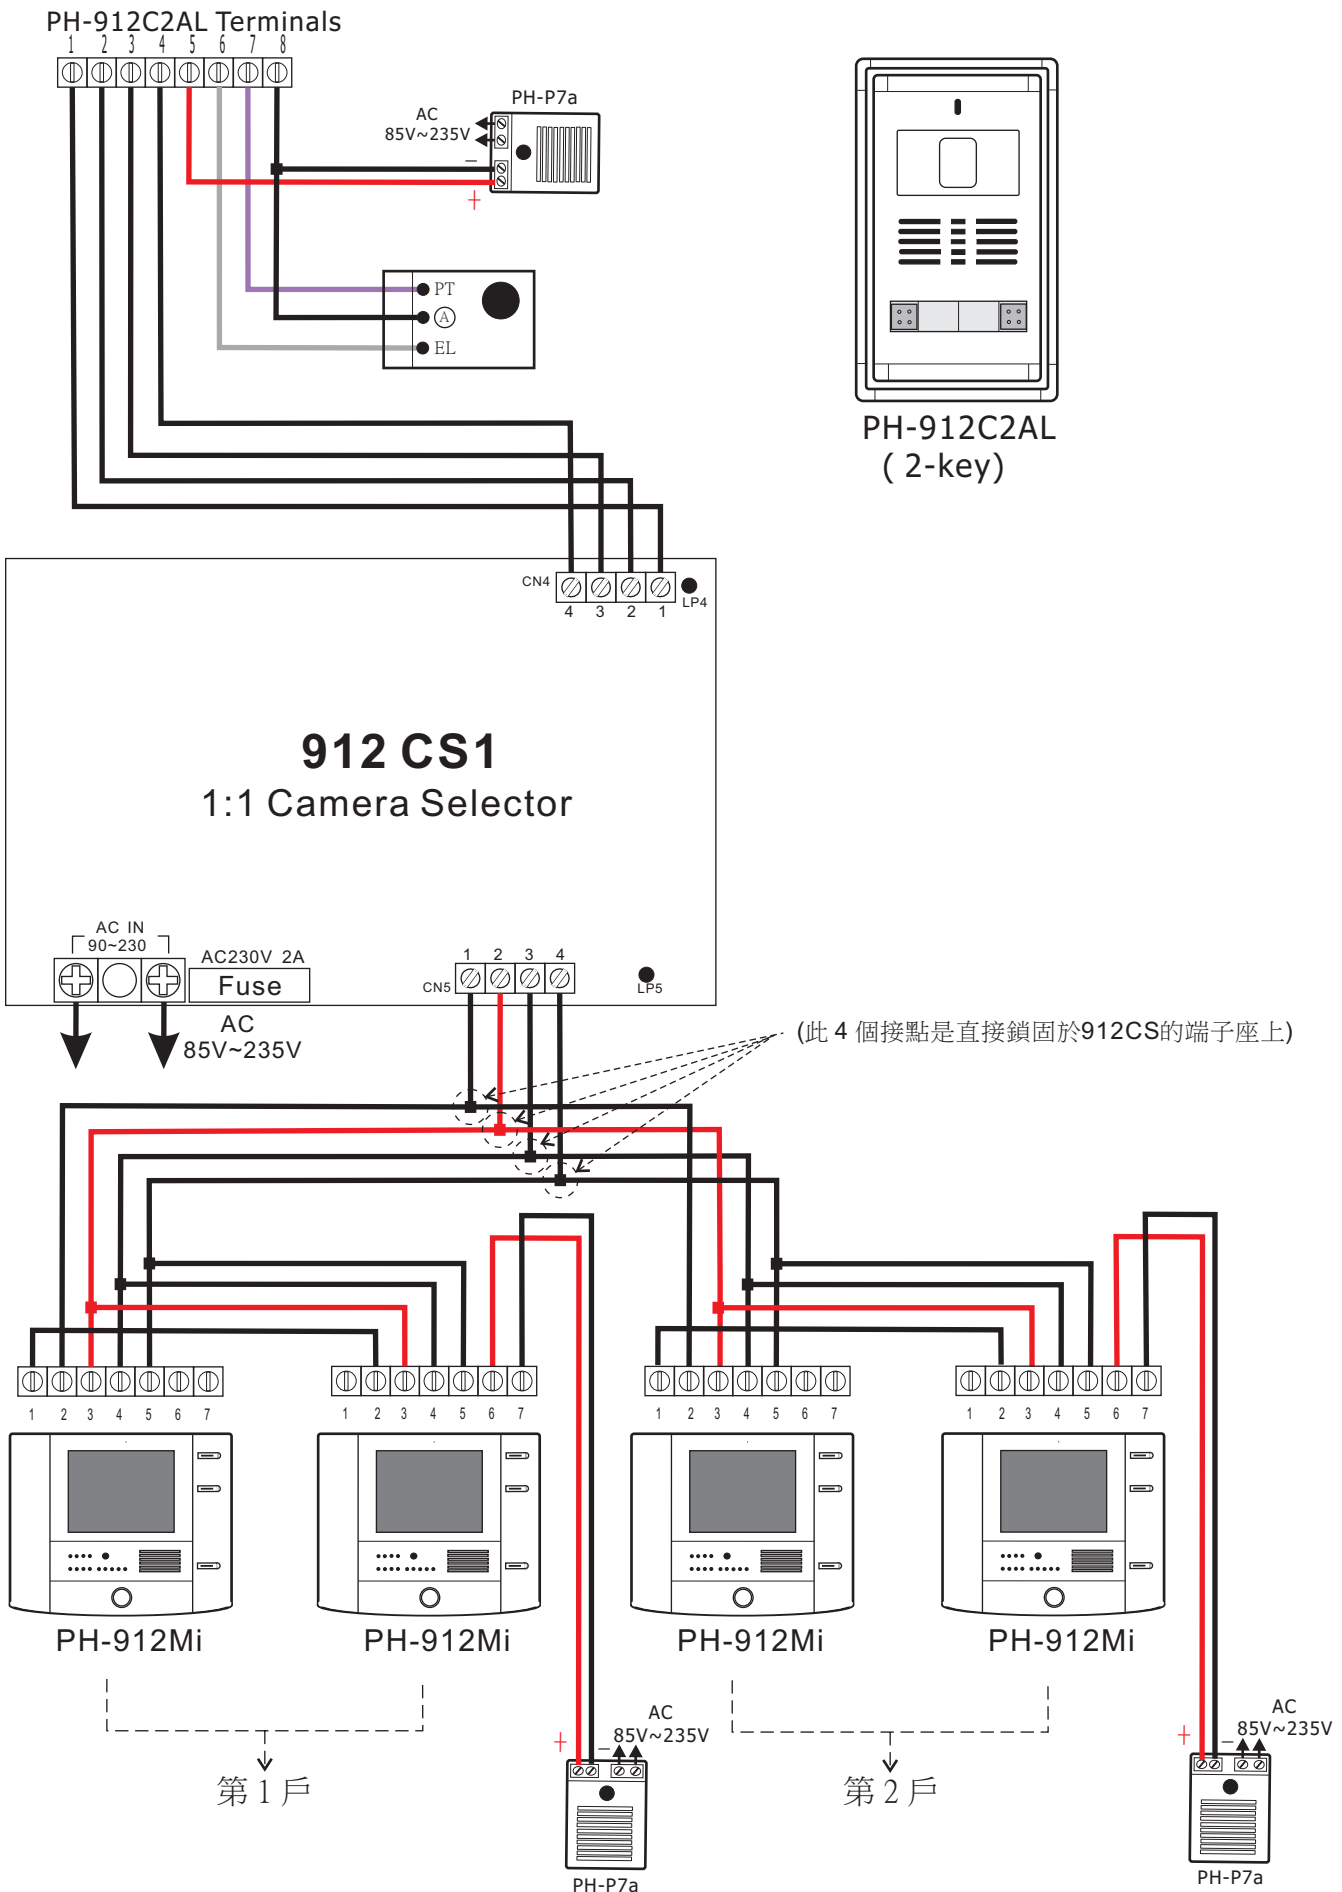 PH-912C2AL Terminals
1 2 3 4 5 6 7 8
PH-P7a
AC
85V~235V
–
+
PT
A
EL
PH-912C2AL
( 2-key)
CN4
4 3 2 1
LP4
912 CS1
1:1 Camera Selector
AC IN
90~230
AC230V 2A
Fuse
AC
85V~235V
1 2 3 4
CN5
LP5
(此 4 個接點是直接鎖固於912CS的端子座上)
1 2 3 4 5 6 7
1 2 3 4 5 6 7
1 2 3 4 5 6 7
1 2 3 4 5 6 7
PH-912Mi
PH-912Mi
PH-912Mi
PH-912Mi
第1戶
+
–
AC
85V~235V
PH-P7a
第2戶
+
–
AC
85V~235V
PH-P7a